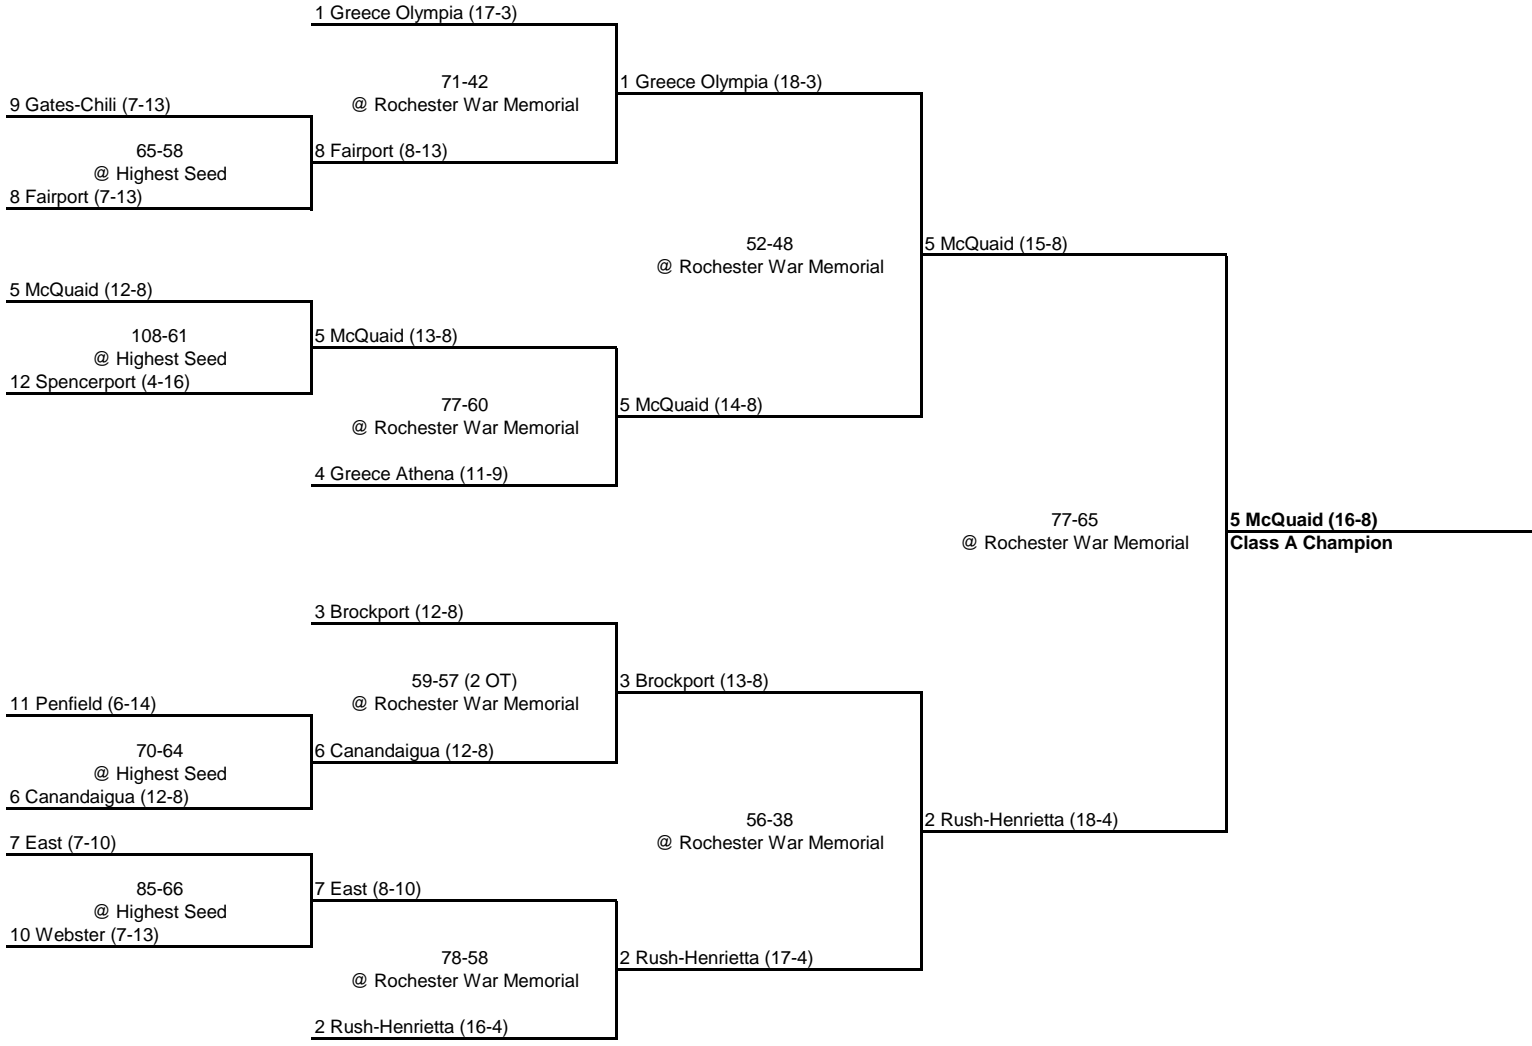 1 Greece Olympia (17-3)
71-42
@ Rochester War Memorial
1 Greece Olympia (18-3)
9 Gates-Chili (7-13)
65-58
@ Highest Seed
8 Fairport (8-13)
8 Fairport (7-13)
52-48
@ Rochester War Memorial
5 McQuaid (15-8)
5 McQuaid (12-8)
108-61
@ Highest Seed
5 McQuaid (13-8)
12 Spencerport (4-16)
77-60
@ Rochester War Memorial
5 McQuaid (14-8)
4 Greece Athena (11-9)
77-65
@ Rochester War Memorial
5 McQuaid (16-8)
Class A Champion
3 Brockport (12-8)
59-57 (2 OT)
@ Rochester War Memorial
3 Brockport (13-8)
11 Penfield (6-14)
70-64
@ Highest Seed
6 Canandaigua (12-8)
6 Canandaigua (12-8)
56-38
@ Rochester War Memorial
2 Rush-Henrietta (18-4)
7 East (7-10)
85-66
@ Highest Seed
7 East (8-10)
10 Webster (7-13)
78-58
@ Rochester War Memorial
2 Rush-Henrietta (17-4)
2 Rush-Henrietta (16-4)